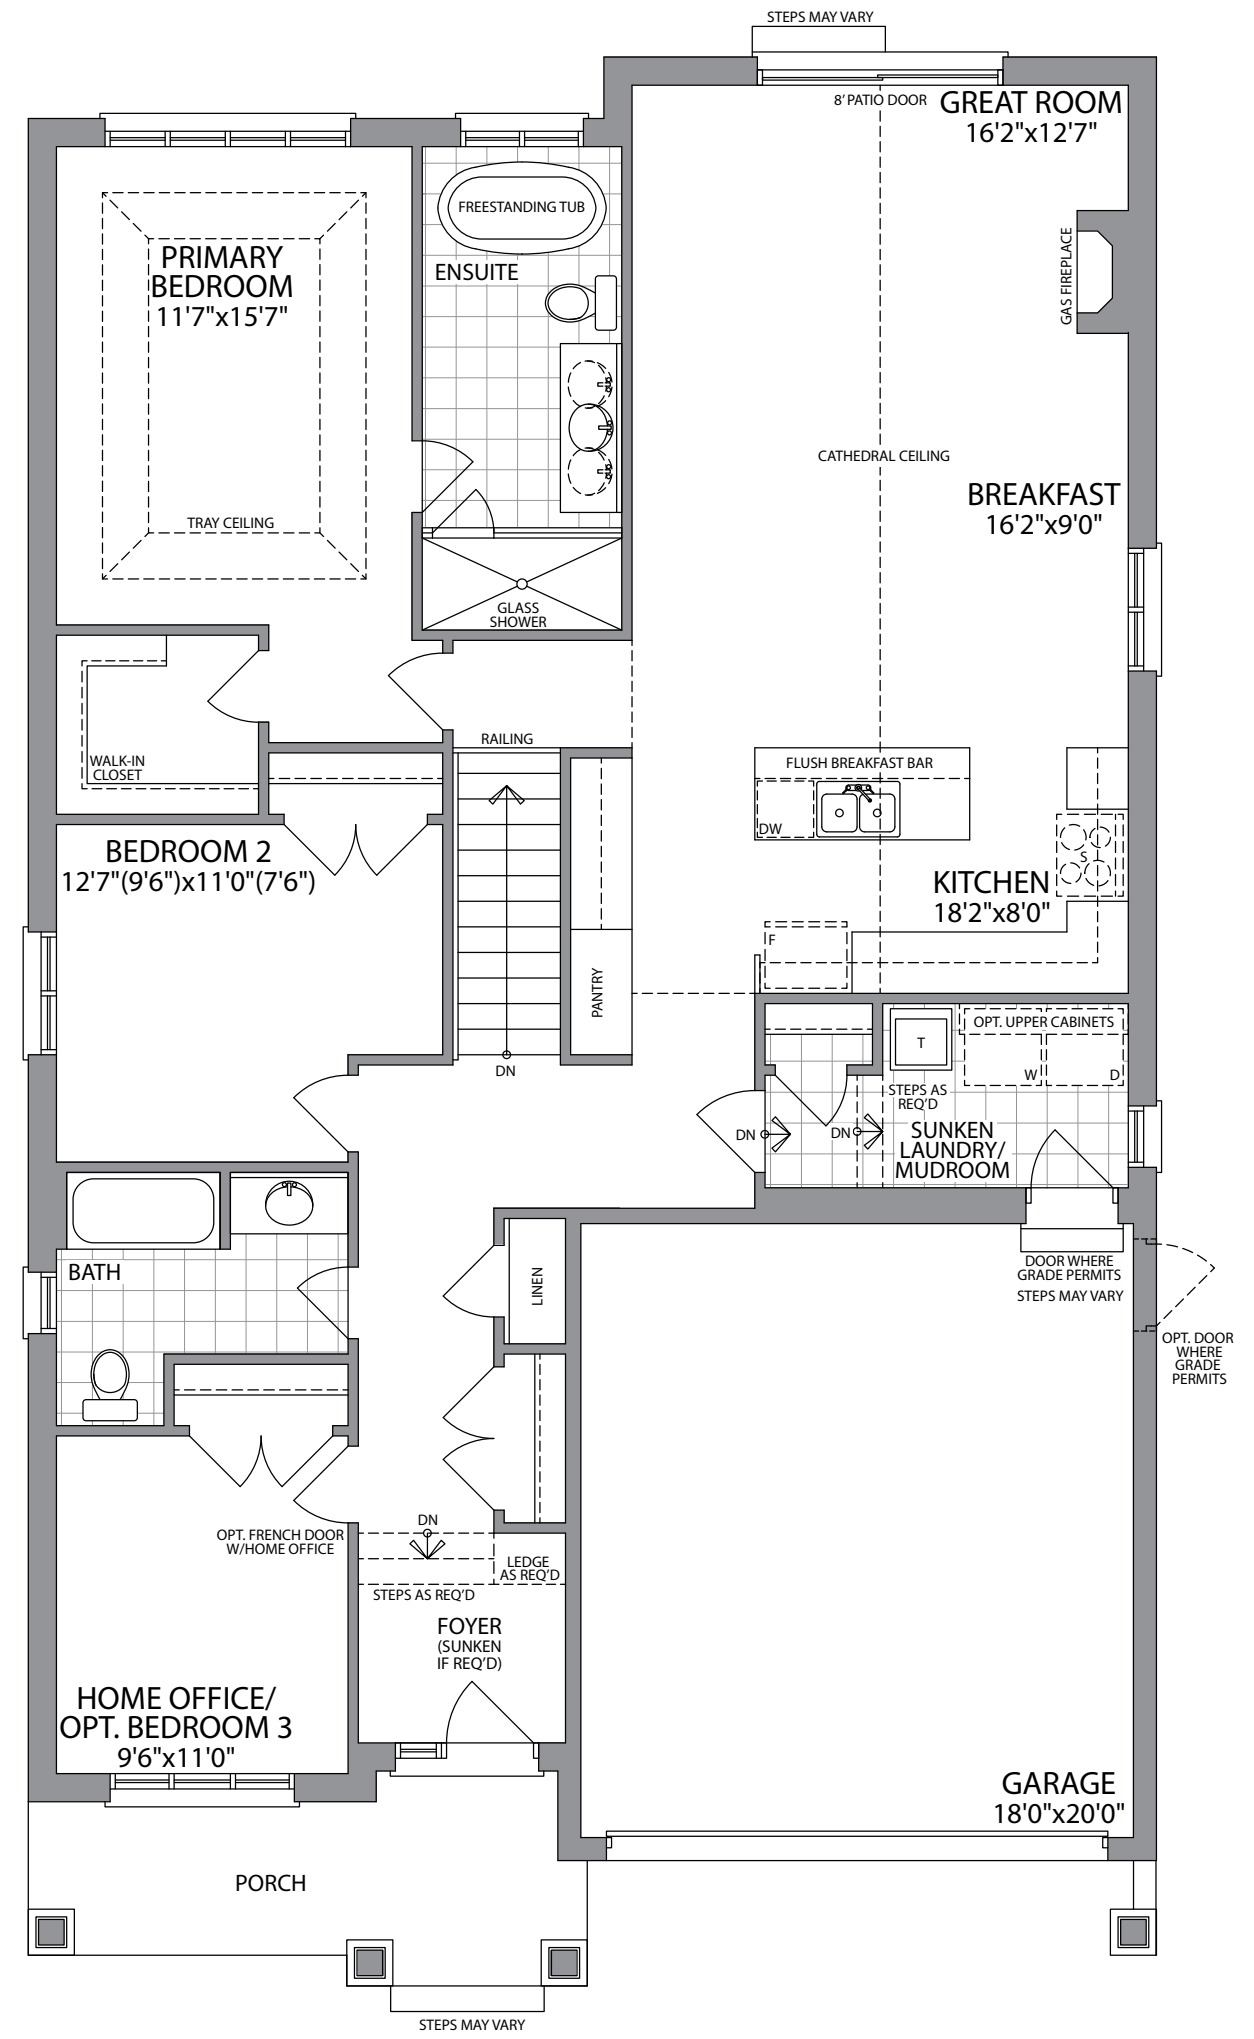 STEPS MAY VARY
8' PATIO DOOR
GREAT ROOM
16'2"x12'7"
FREESTANDING TUB
ENSUITE
PRIMARY
BEDROOM
11'7"x15'7"
GAS FIREPLACE
CATHEDRAL CEILING
BREAKFAST
16'2"x9'0"
TRAY CEILING
GLASS
SHOWER
WALK-IN
CLOSET
RAILING
FLUSH BREAKFAST BAR
DW
S
BEDROOM 2
12'7"(9'6")x11'0"(7'6")
KITCHEN
18'2"x8'0"
F
PANTRY
DN
OPT. UPPER CABINETS
T
W
D
STEPS AS
REQ'D
DN
DN
SUNKEN
LAUNDRY/
MUDROOM
BATH
LINEN
DOOR WHERE
GRADE PERMITS
STEPS MAY VARY
OPT. DOOR
WHERE
GRADE
PERMITS
OPT. FRENCH DOOR
W/HOME OFFICE
DN
LEDGE
AS REQ'D
STEPS AS REQ'D
FOYER
(SUNKEN
IF REQ'D)
HOME OFFICE/
OPT. BEDROOM 3
9'6"x11'0"
GARAGE
18'0"x20'0"
PORCH
STEPS MAY VARY